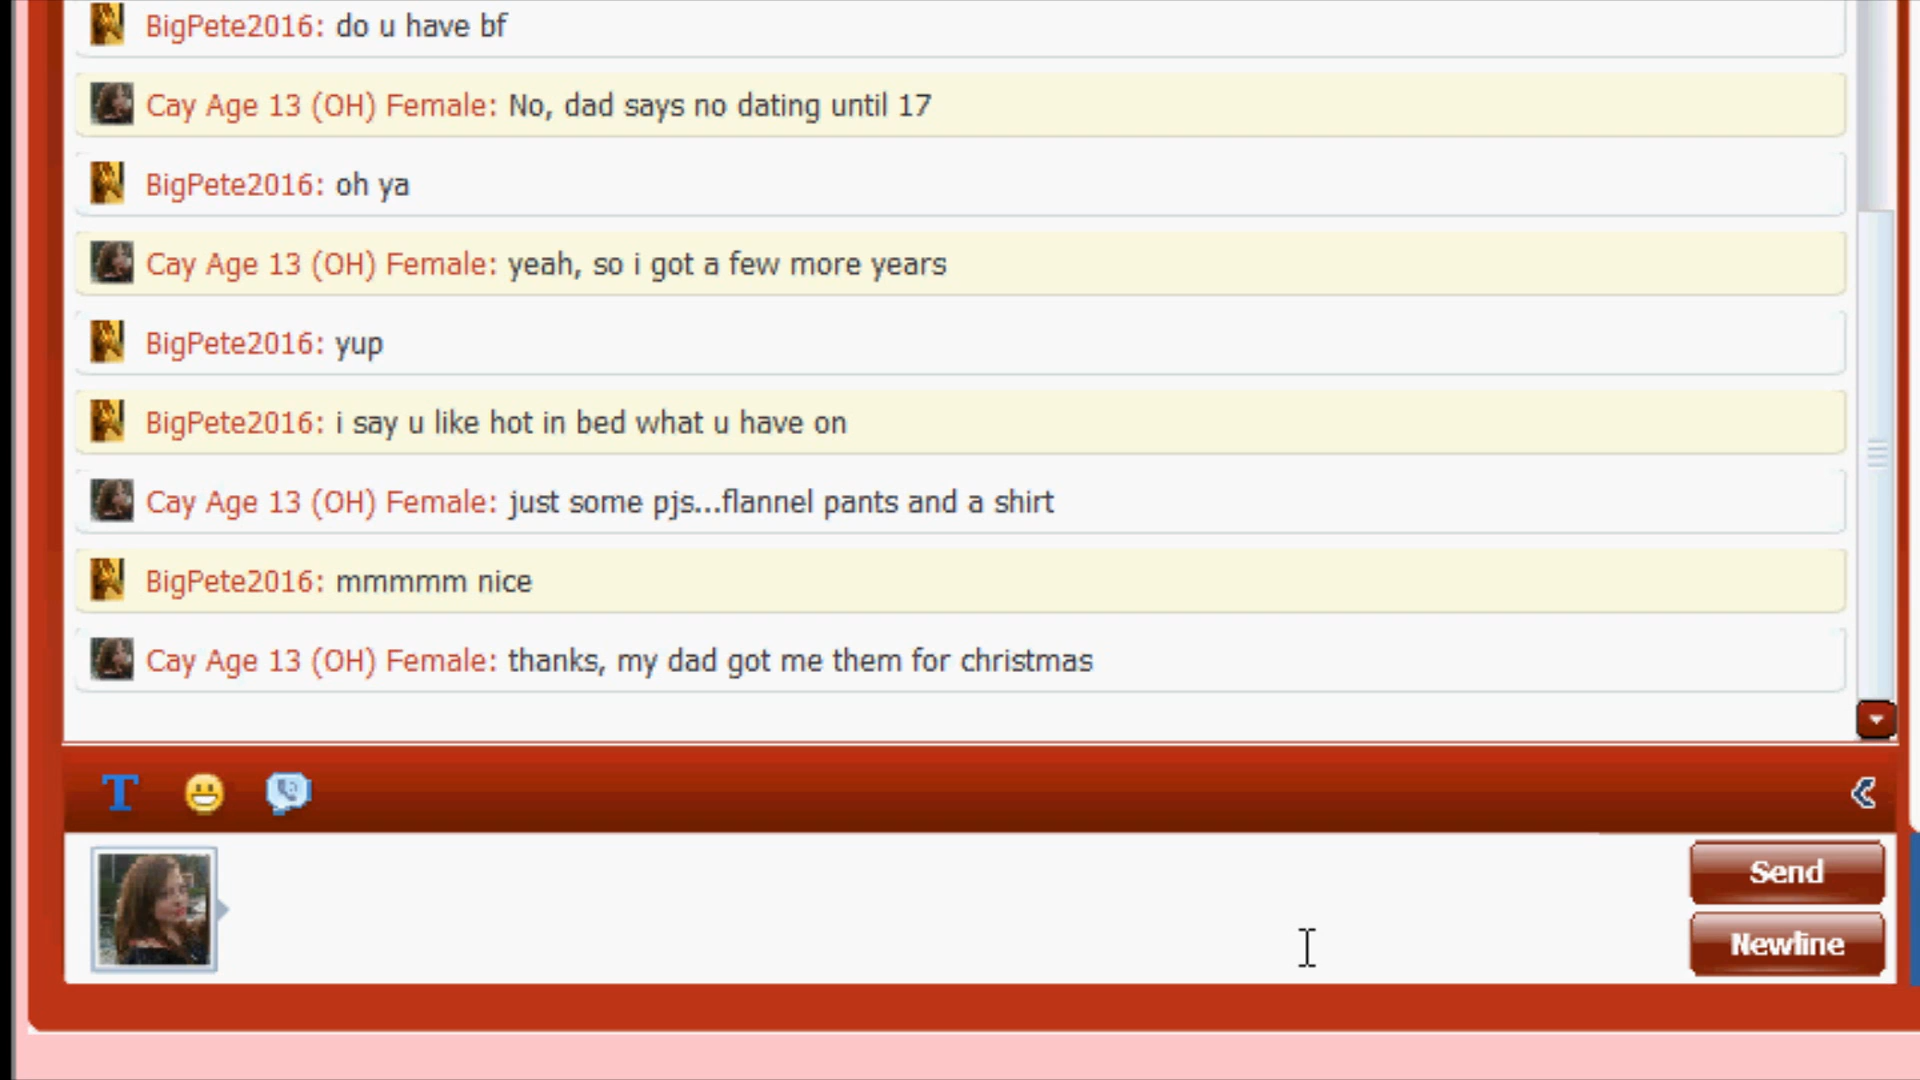 BigPete2016: do u have bf
Cay Age 13 (OH) Female: No, dad says no dating until 17
BigPete2016: oh ya
Cay Age 13 (OH) Female: yeah, so i got a few more years
BigPete2016: yup
BigPete2016: i say u like hot in bed what u have on
Cay Age 13 (OH) Female: just some pjs...flannel pants and a shirt
BigPete2016: mmmmm nice
Cay Age 13 (OH) Female: thanks, my dad got me them for christmas
T
Send
Newline